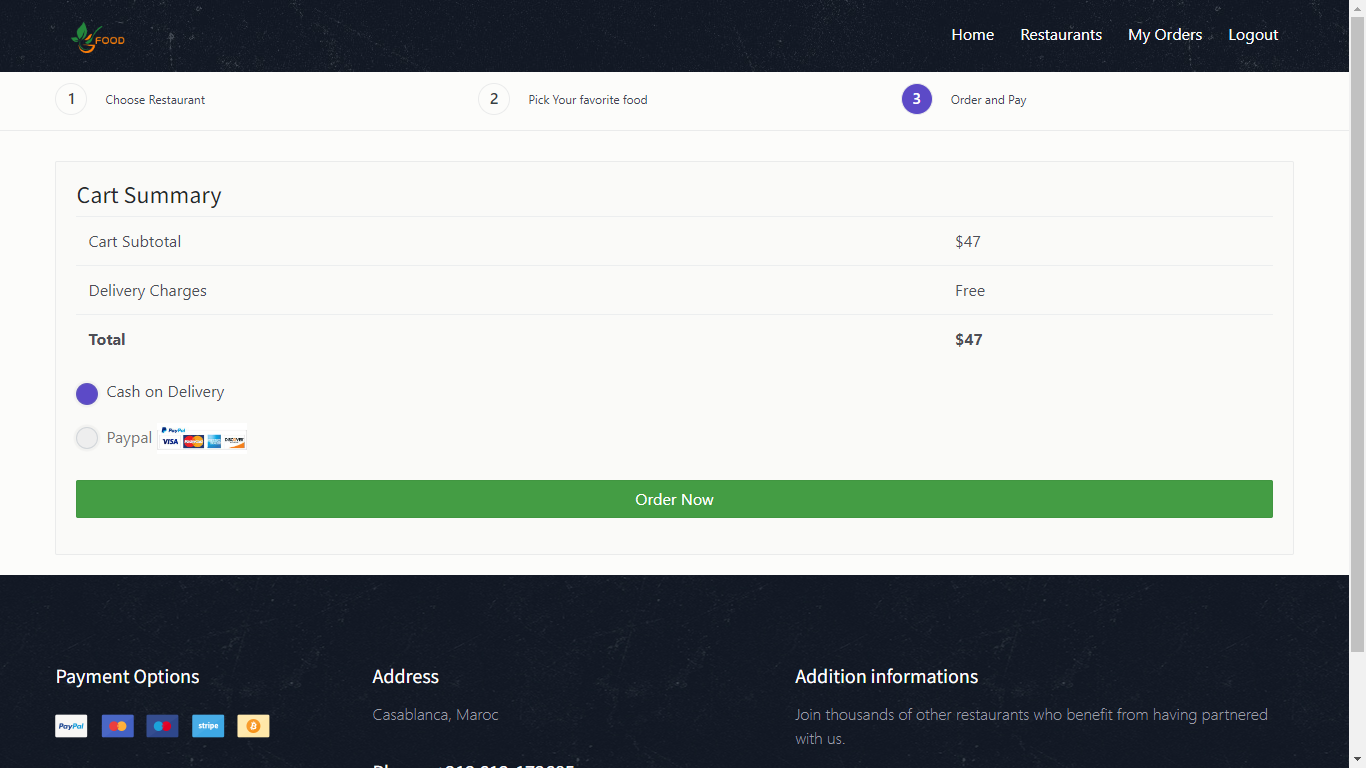 FOOD
Home Restaurants My Orders Logout
1 Choose Restaurant 2 Pick Your favorite food 3 Order and Pay
Cart Summary
Cart Subtotal $47
Delivery Charges Free
Total $47
Cash on Delivery
Paypal
PayPal
VISA MasterCard DISCOVER
Order Now
Payment Options Address Addition informations
PayPal stripe
Casablanca, Maroc
Join thousands of other restaurants who benefit from having partnered
with us.